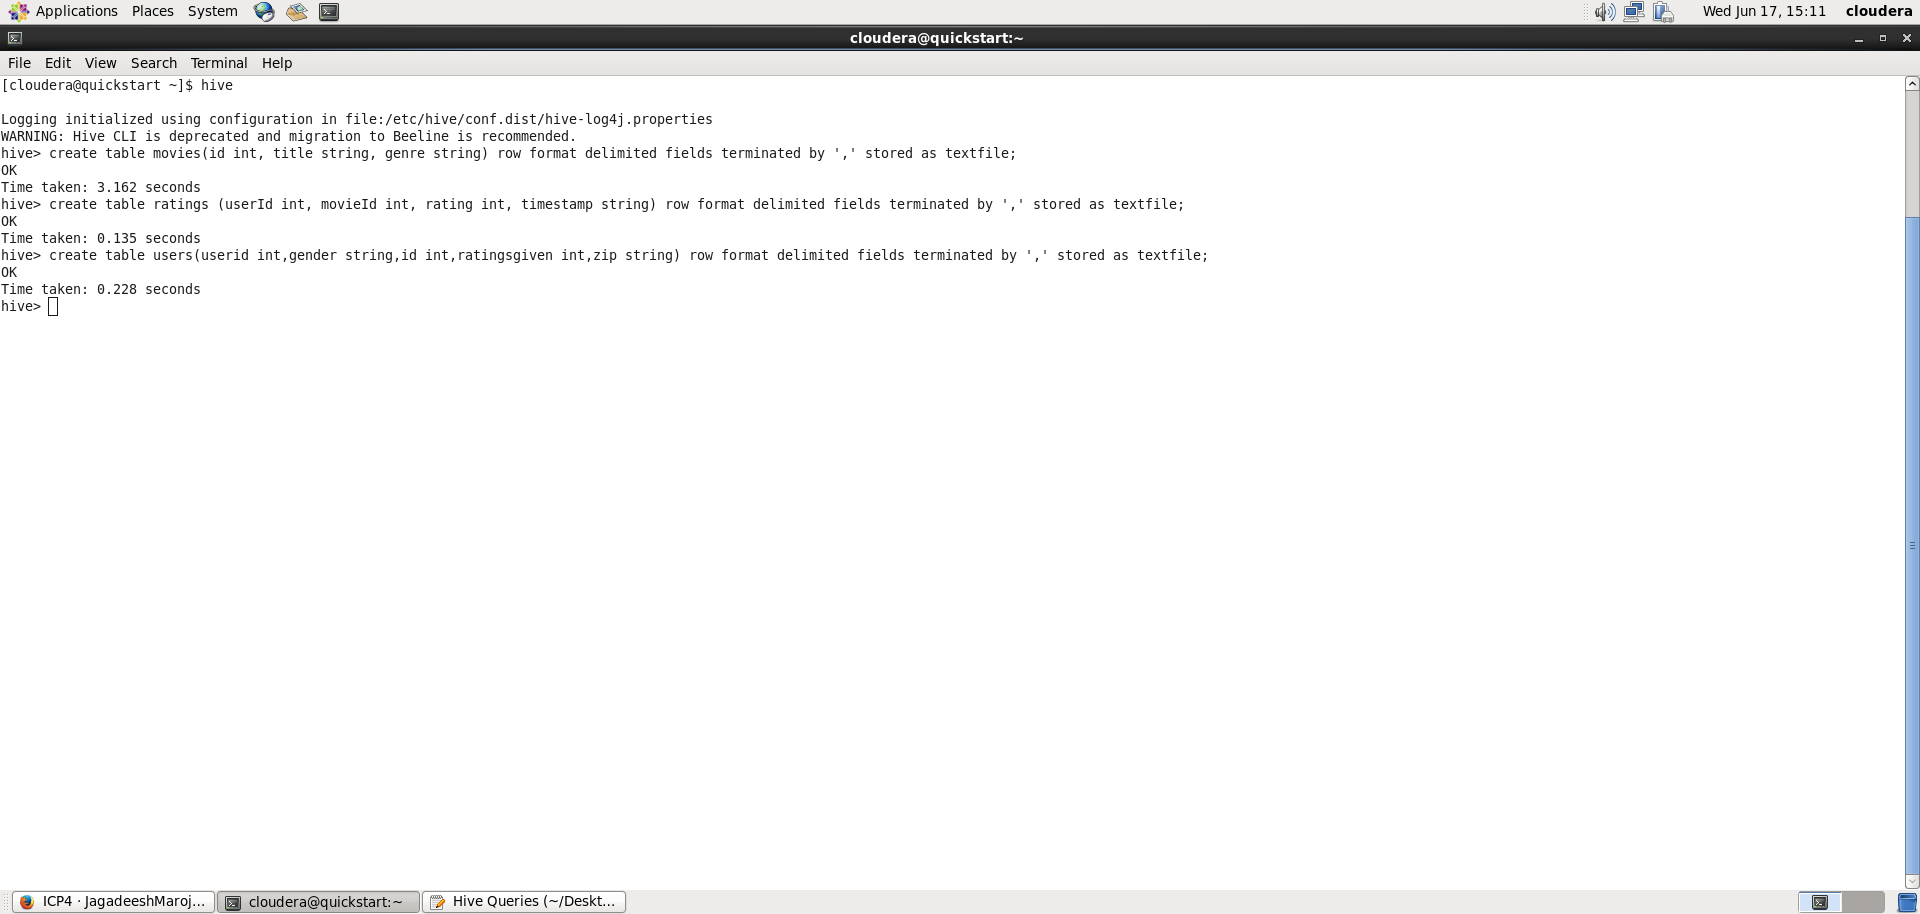 Applications Places System Wed Jun 17, 15:11 cloudera
cloudera@quickstart:~
File Edit View Search Terminal Help
[cloudera@quickstart ~]$ hive
Logging initialized using configuration in file:/etc/hive/conf.dist/hive-log4j.properties
WARNING: Hive CLI is deprecated and migration to Beeline is recommended.
hive> create table movies(id int, title string, genre string) row format delimited fields terminated by ',' stored as textfile;
OK
Time taken: 3.162 seconds
hive> create table ratings (userId int, movieId int, rating int, timestamp string) row format delimited fields terminated by ',' stored as textfile;
OK
Time taken: 0.135 seconds
hive> create table users(userid int,gender string,id int,ratingsgiven int,zip string) row format delimited fields terminated by ',' stored as textfile;
OK
Time taken: 0.228 seconds
hive>
ICP4 · JagadeeshMaroj... cloudera@quickstart:~ Hive Queries (~/Deskt...